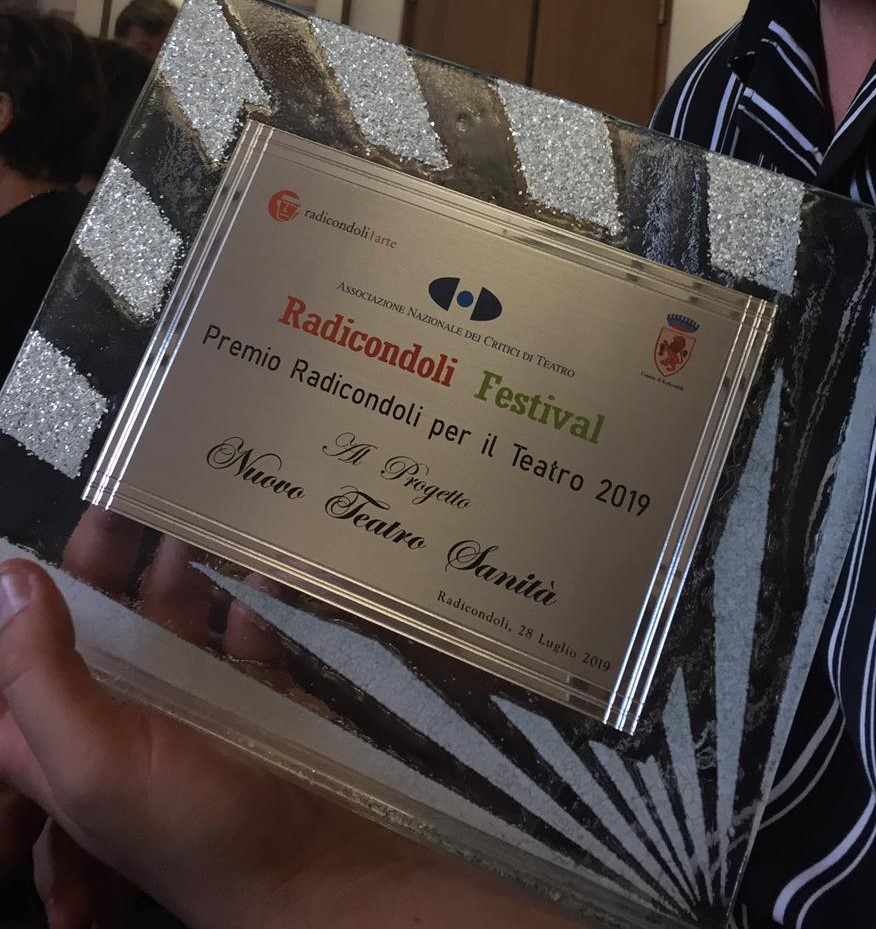 radicondoli|arte
ASSOCIAZIONE NAZIONALE DEI CRITICI DI TEATRO
Radicondoli Festival
Premio Radicondoli per il Teatro 2019
Al Progetto
Nuovo Teatro Sanità
Radicondoli, 28 Luglio 2019